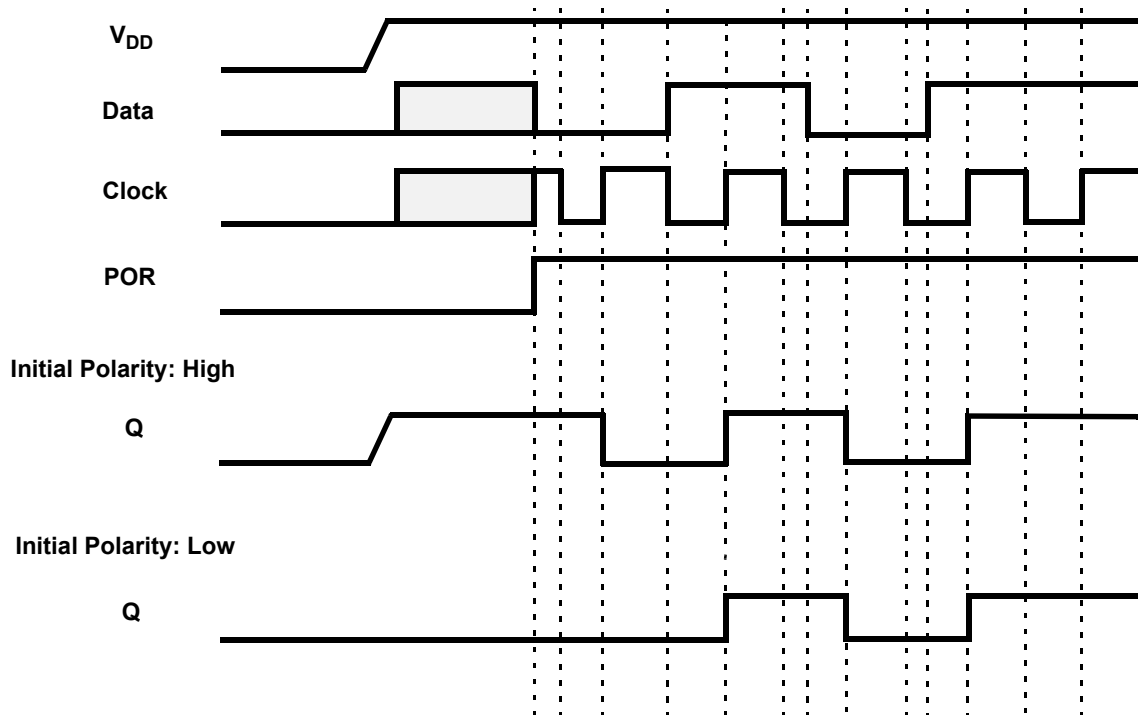 VDD
Data
Clock
POR
Initial Polarity: High
Q
Initial Polarity: Low
Q